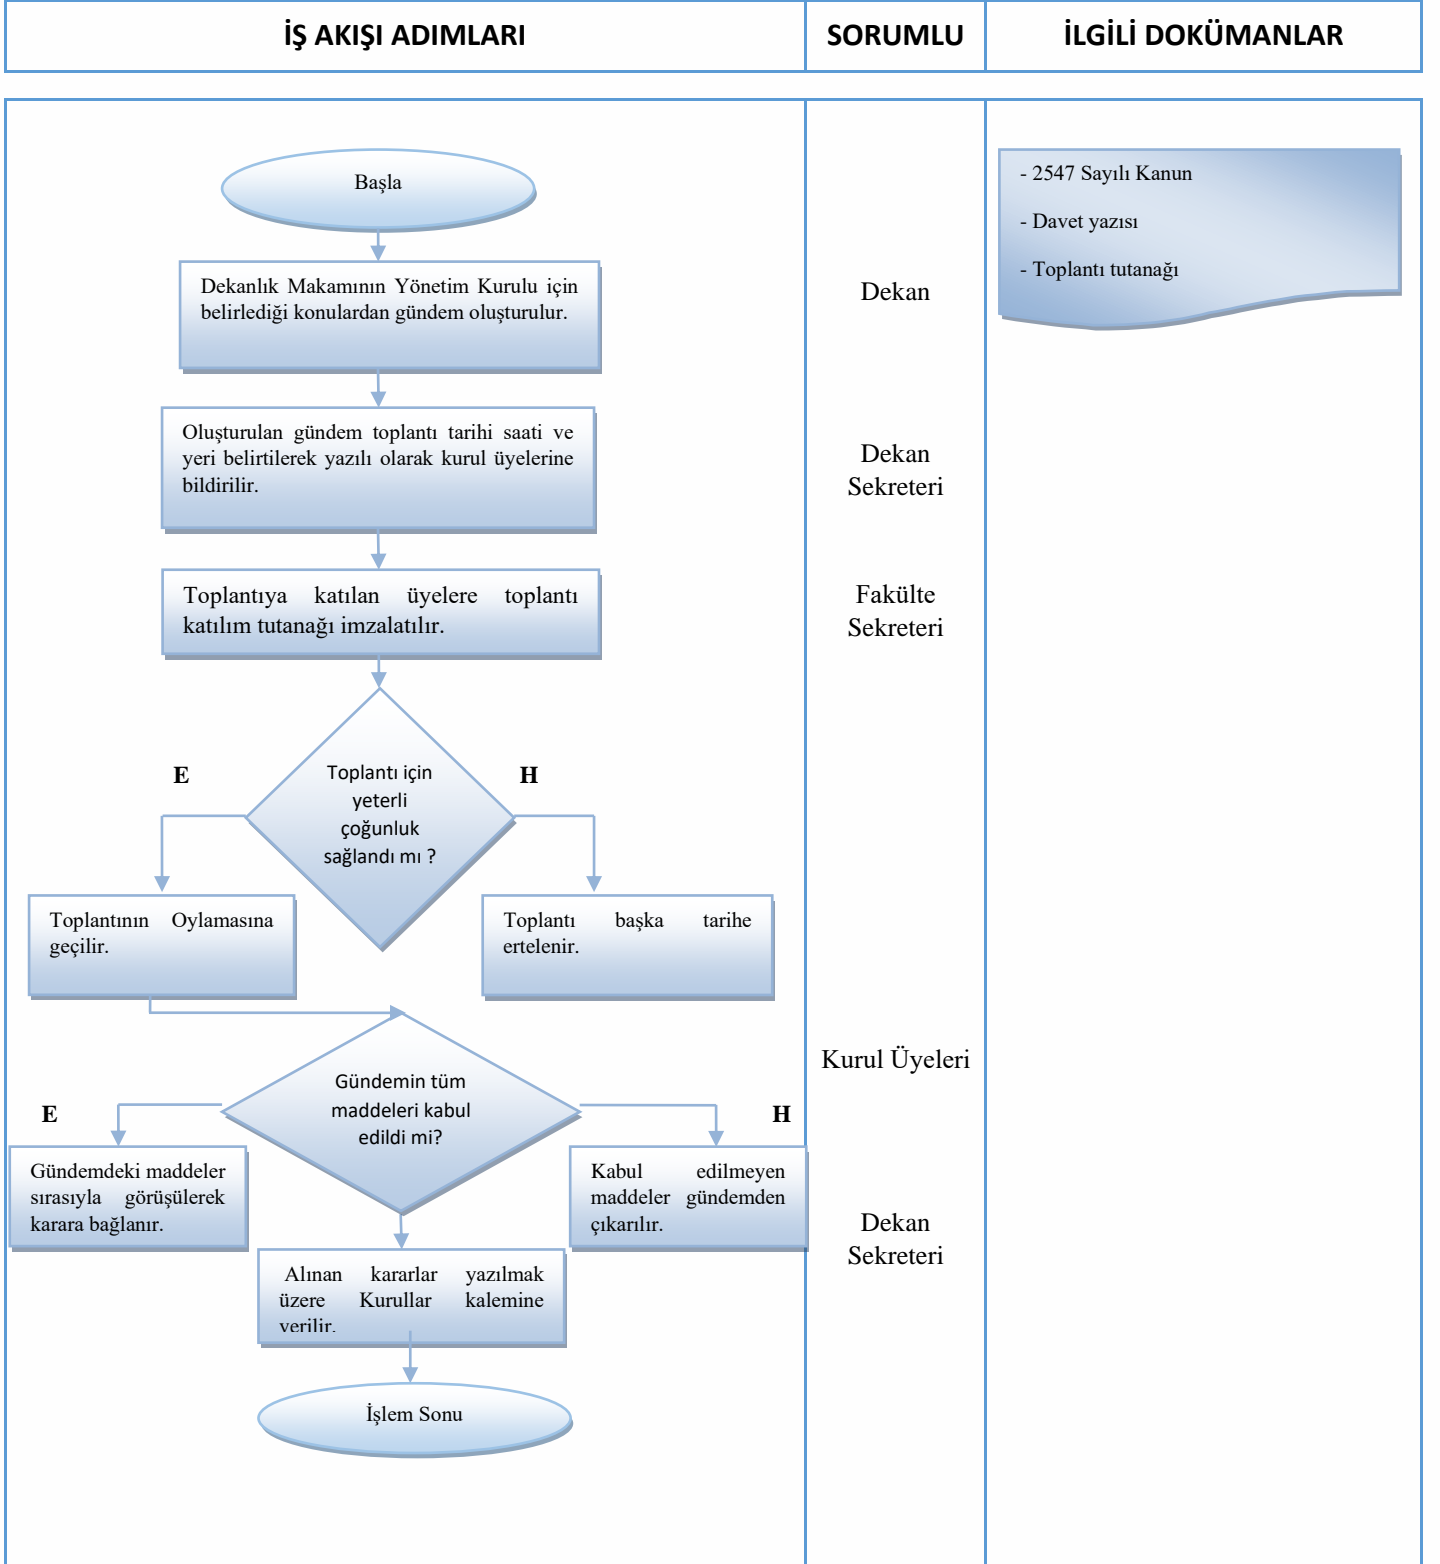 İŞ AKIŞI ADIMLARI
SORUMLU
İLGİLİ DOKÜMANLAR
Başla
- 2547 Sayılı Kanun
- Davet yazısı
- Toplantı tutanağı
Dekanlık Makamının Yönetim Kurulu için
belirlediği konulardan gündem oluşturulur.
Dekan
Oluşturulan gündem toplantı tarihi saati ve
yeri belirtilerek yazılı olarak kurul üyelerine
bildirilir.
Dekan
Sekreteri
Toplantıya katılan üyelere toplantı
katılım tutanağı imzalatılır.
Fakülte
Sekreteri
E
Toplantı için
yeterli
çoğunluk
sağlandı mı ?
H
Toplantının Oylamasına
geçilir.
Toplantı başka tarihe
ertelenir.
Kurul Üyeleri
E
Gündemin tüm
maddeleri kabul
edildi mi?
H
Gündemdeki maddeler
sırasıyla görüşülerek
karara bağlanır.
Kabul edilmeyen
maddeler gündemden
çıkarılır.
Dekan
Sekreteri
Alınan kararlar yazılmak
üzere Kurullar kalemine
verilir.
İşlem Sonu